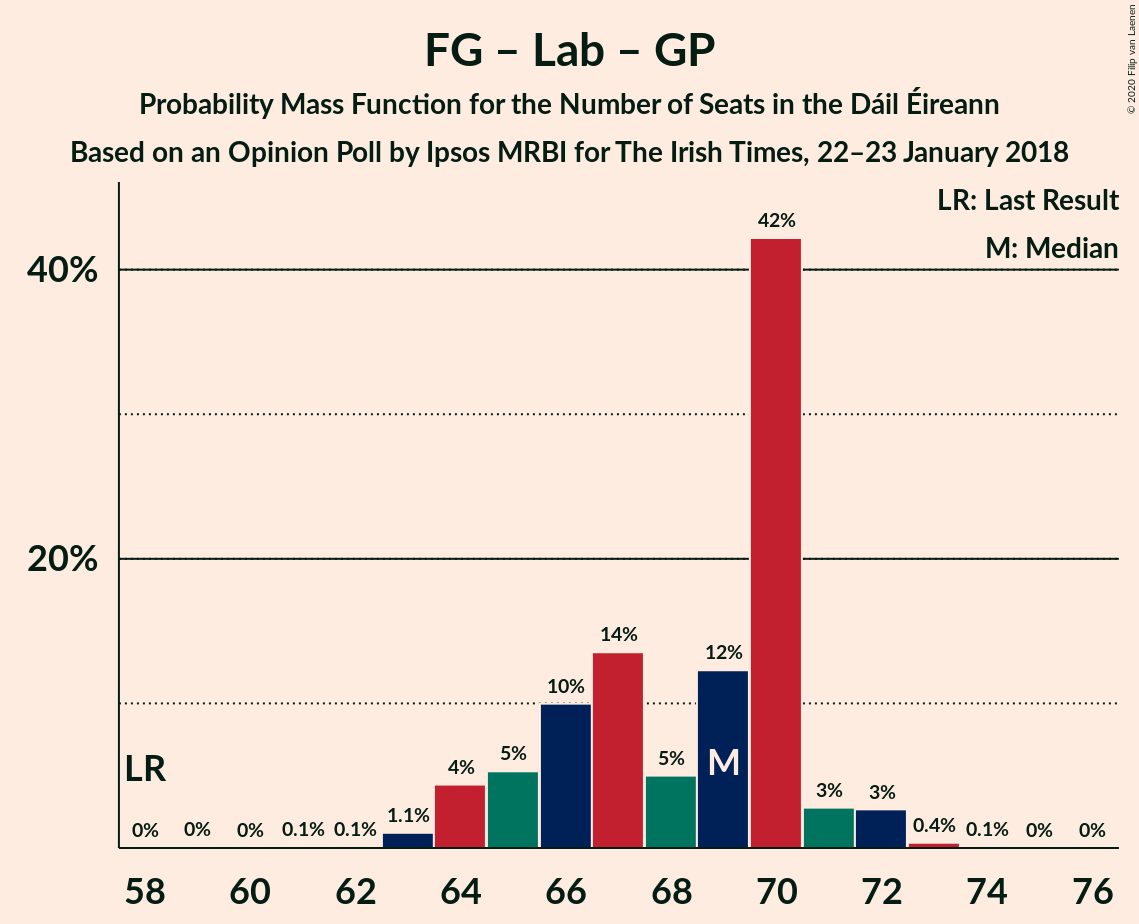 FG – Lab – GP
Probability Mass Function for the Number of Seats in the Dáil Éireann
Based on an Opinion Poll by Ipsos MRBI for The Irish Times, 22–23 January 2018
© 2020 Filip van Laenen
LR: Last Result
M: Median
40%
20%
42%
14%
12%
10%
5%
5%
4%
3%
3%
1.1%
0.4%
0%
0%
0%
0.1%
0.1%
0.1%
0%
0%
LR
M
58 60 62 64 66 68 70 72 74 76